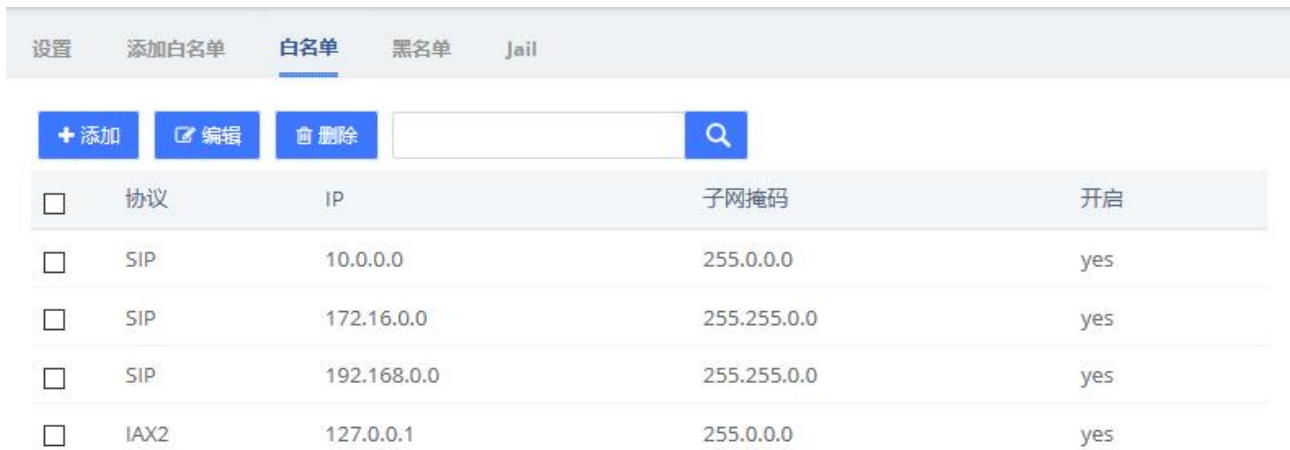 设置 添加白名单 白名单 黑名单 Jail
添加 编辑 删除
协议 IP 子网掩码 开启
SIP 10.0.0.0 255.0.0.0 yes
SIP 172.16.0.0 255.255.0.0 yes
SIP 192.168.0.0 255.255.0.0 yes
IAX2 127.0.0.1 255.0.0.0 yes